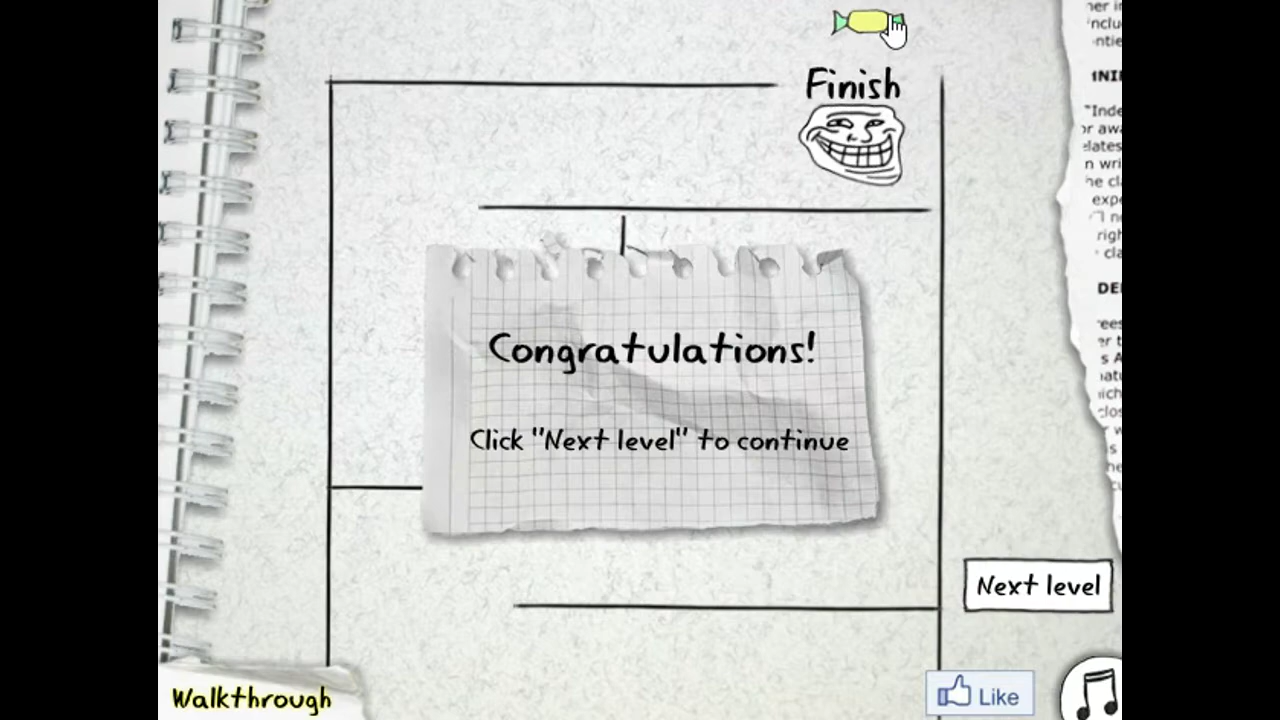 Finish
Congratulations!
Click "Next level" to continue
Next level
Walkthrough
Like